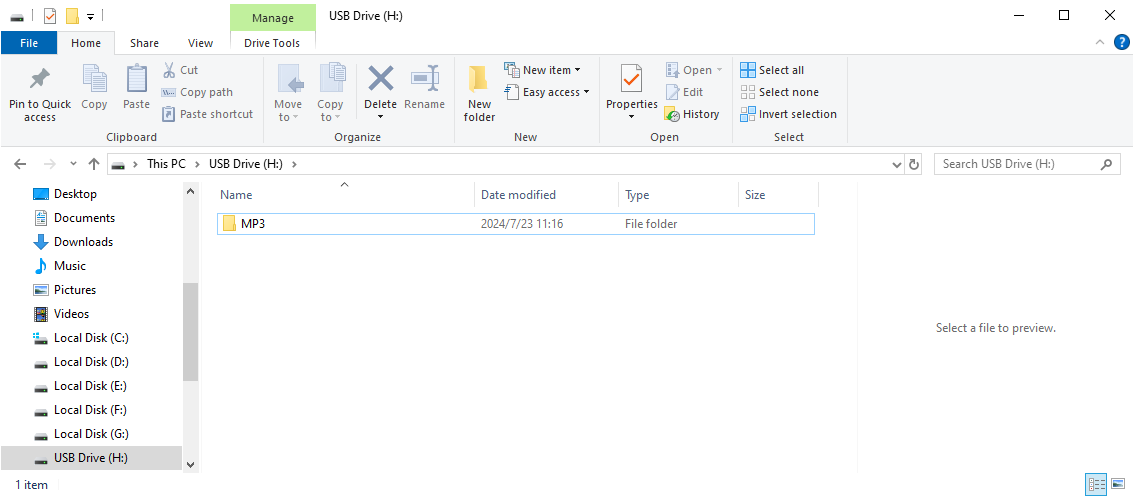 Manage
USB Drive (H:)
File
Home
Share
View
Drive Tools
Pin to Quick access
Copy
Paste
Cut
Copy path
Paste shortcut
Move to
Copy to
Delete
Rename
New folder
New item
Easy access
Properties
Open
Edit
History
Select all
Select none
Invert selection
Clipboard
Organize
New
Open
Select
This PC
USB Drive (H:)
Search USB Drive (H:)
Desktop
Documents
Downloads
Music
Pictures
Videos
Local Disk (C:)
Local Disk (D:)
Local Disk (E:)
Local Disk (F:)
Local Disk (G:)
USB Drive (H:)
Name
Date modified
Type
Size
MP3
2024/7/23 11:16
File folder
Select a file to preview.
1 item